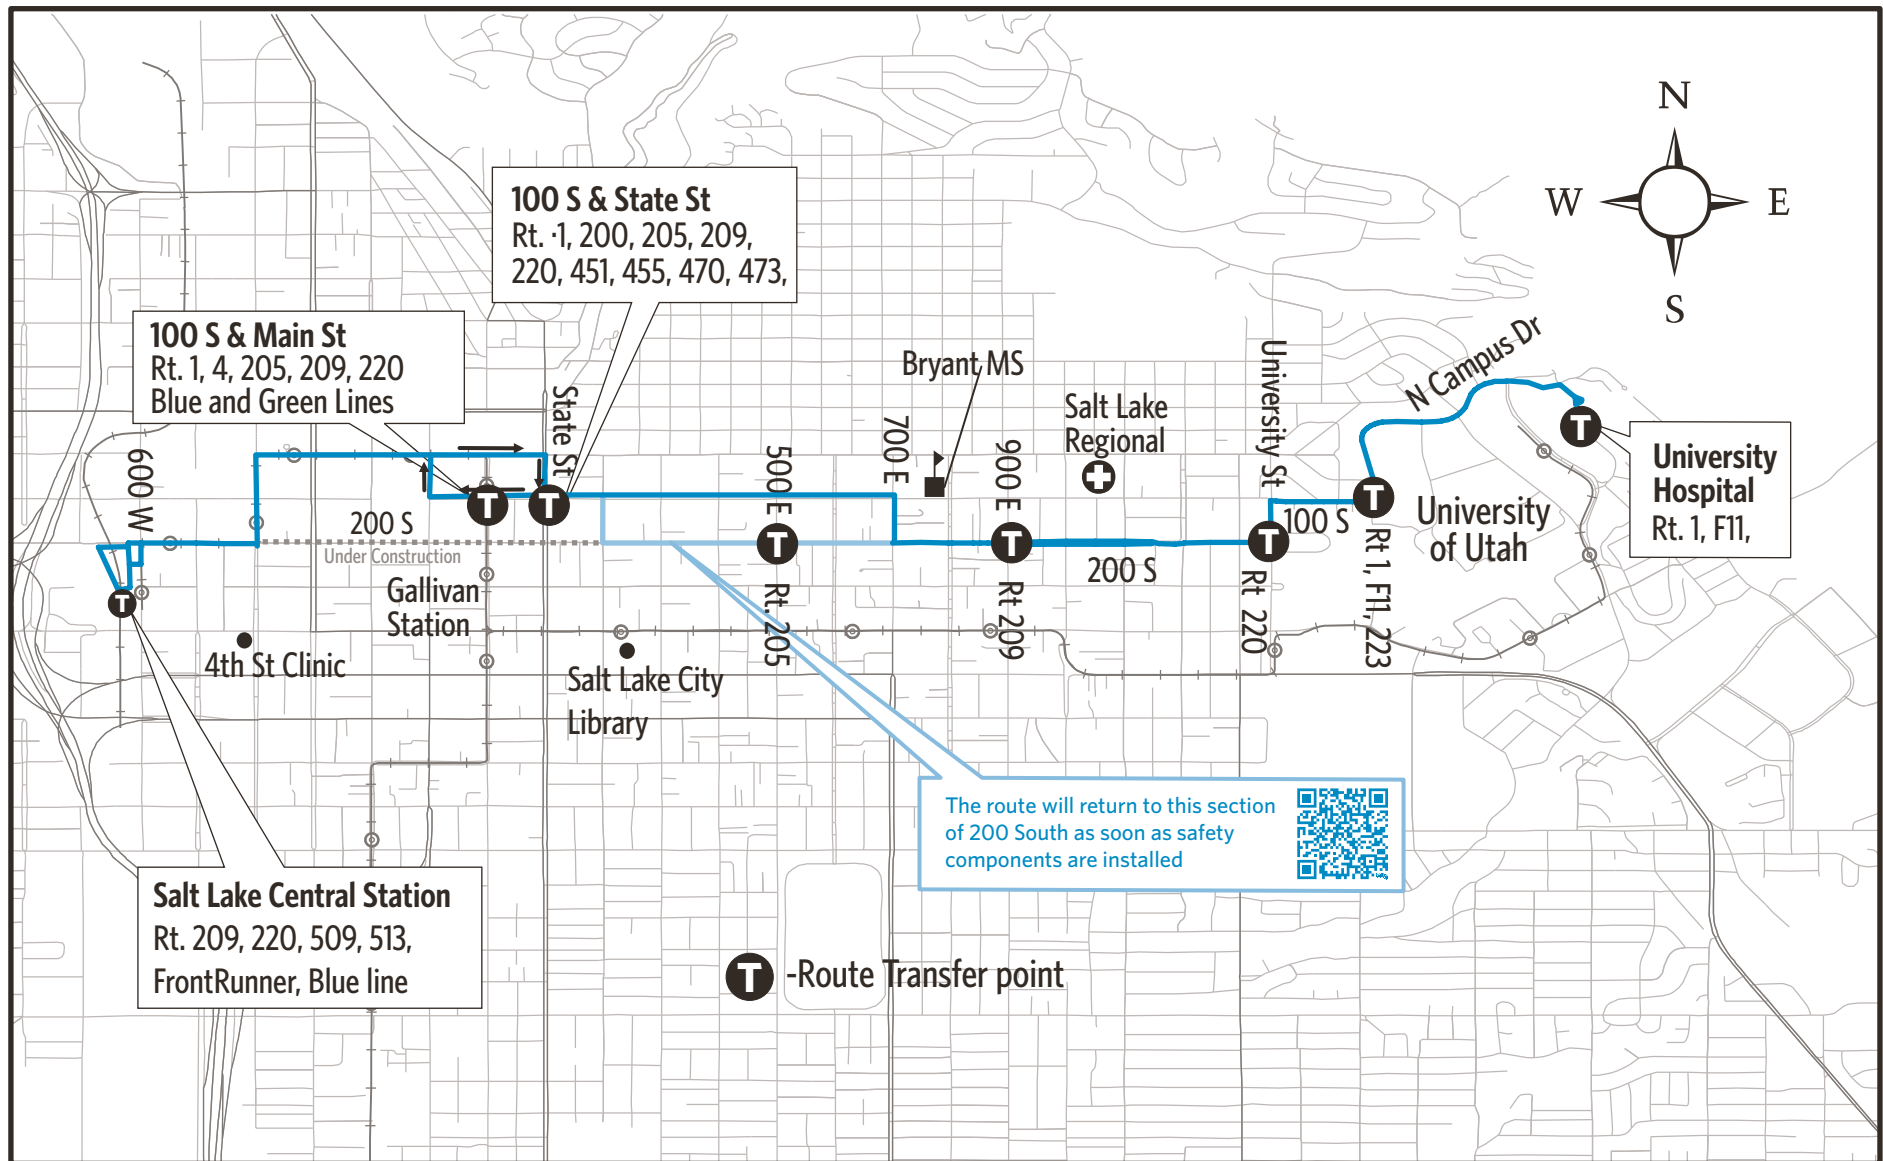 N
W
E
S
100 S & State St
Rt. ·1, 200, 205, 209,
220, 451, 455, 470, 473,
100 S & Main St
Rt. 1, 4, 205, 209, 220
Blue and Green Lines
State St
Bryant MS
Salt Lake
Regional
University St
N Campus Dr
University
Hospital
Rt. 1, F11,
600 W
500 E
700 E
900 E
200 S
Under Construction
100 S
University
of Utah
200 S
Gallivan
Station
Rt. 205
Rt 209
Rt 220
Rt 1, F11, 223
4th St Clinic
Salt Lake City
Library
The route will return to this section
of 200 South as soon as safety
components are installed
Salt Lake Central Station
Rt. 209, 220, 509, 513,
FrontRunner, Blue line
T -Route Transfer point
T
T
T
T
T
T
T
T